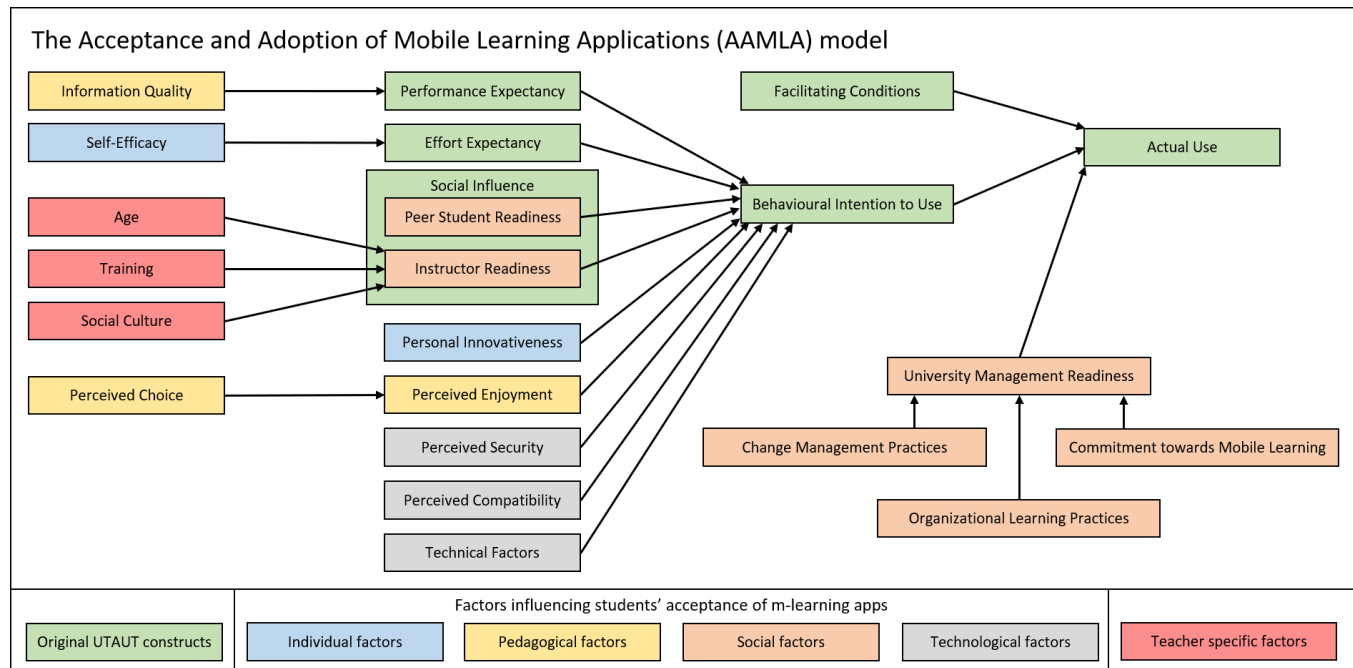 The Acceptance and Adoption of Mobile Learning Applications (AAMLA) model
Information Quality
Performance Expectancy
Facilitating Conditions
Self-Efficacy
Effort Expectancy
Actual Use
Social Influence
Age
Peer Student Readiness
Behavioural Intention to Use
Training
Instructor Readiness
Social Culture
Personal Innovativeness
University Management Readiness
Perceived Choice
Perceived Enjoyment
Perceived Security
Change Management Practices
Commitment towards Mobile Learning
Perceived Compatibility
Organizational Learning Practices
Technical Factors
Factors influencing students’ acceptance of m-learning apps
Original UTAUT constructs
Individual factors
Pedagogical factors
Social factors
Technological factors
Teacher specific factors